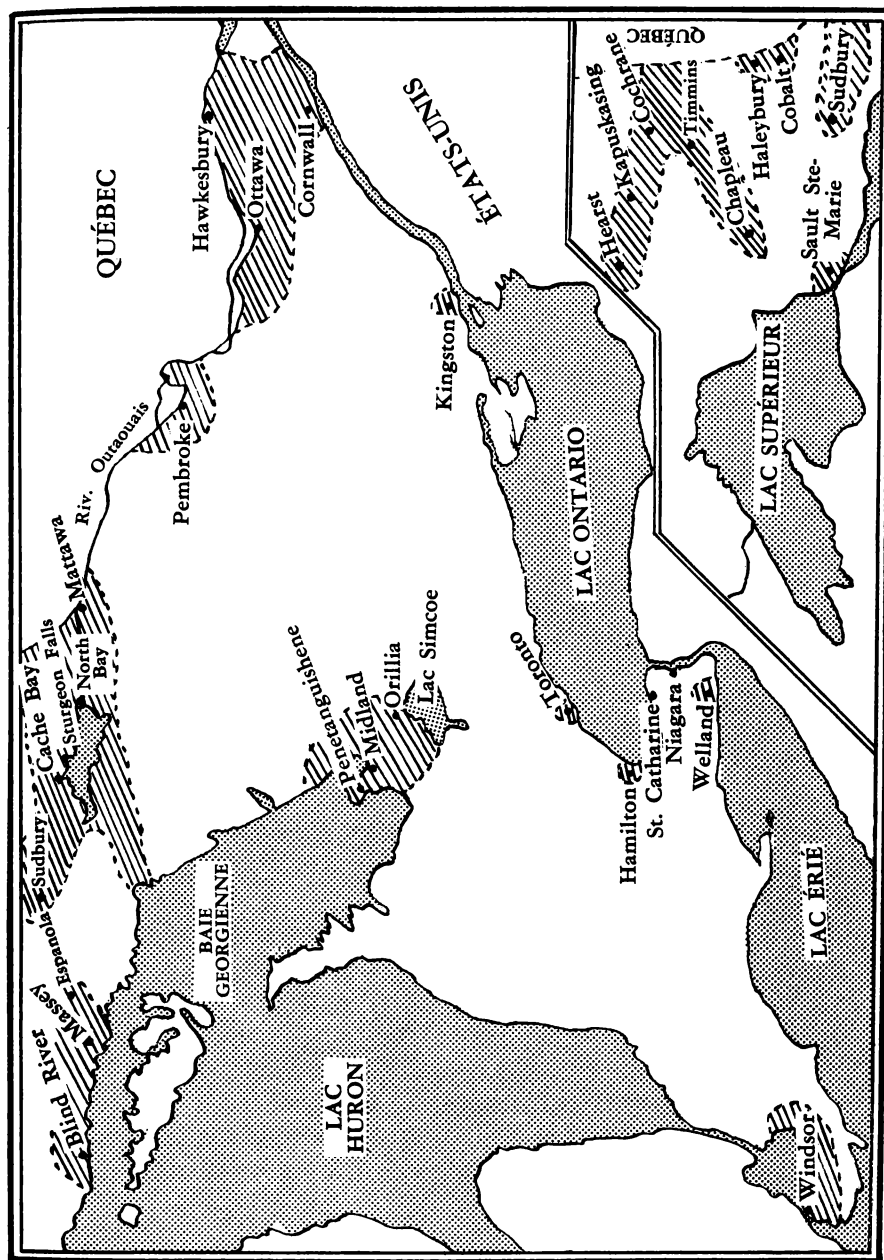 QUÉBEC
Hawkesbury
Ottawa
Cornwall
ÉTATS-UNIS
Riv. Outaouais
Pembroke
Kingston
Mattawa
North
Bay
Sturgeon Falls
Cache Bay
Sudbury
Espanola
Massey
Blind River
Penetanguishene
Midland
Orillia
Lac Simcoe
BAIE
GEORGIENNE
LAC
HURON
Toronto
LAC ONTARIO
Hamilton
St. Catharine
Niagara
Welland
LAC ÉRIE
Windsor
QUÉBEC
Hearst
Kapuskasing
Cochrane
Timmins
Chapleau
Haleybury
Cobalt
Sudbury
Sault Ste-
Marie
LAC SUPÉRIEUR